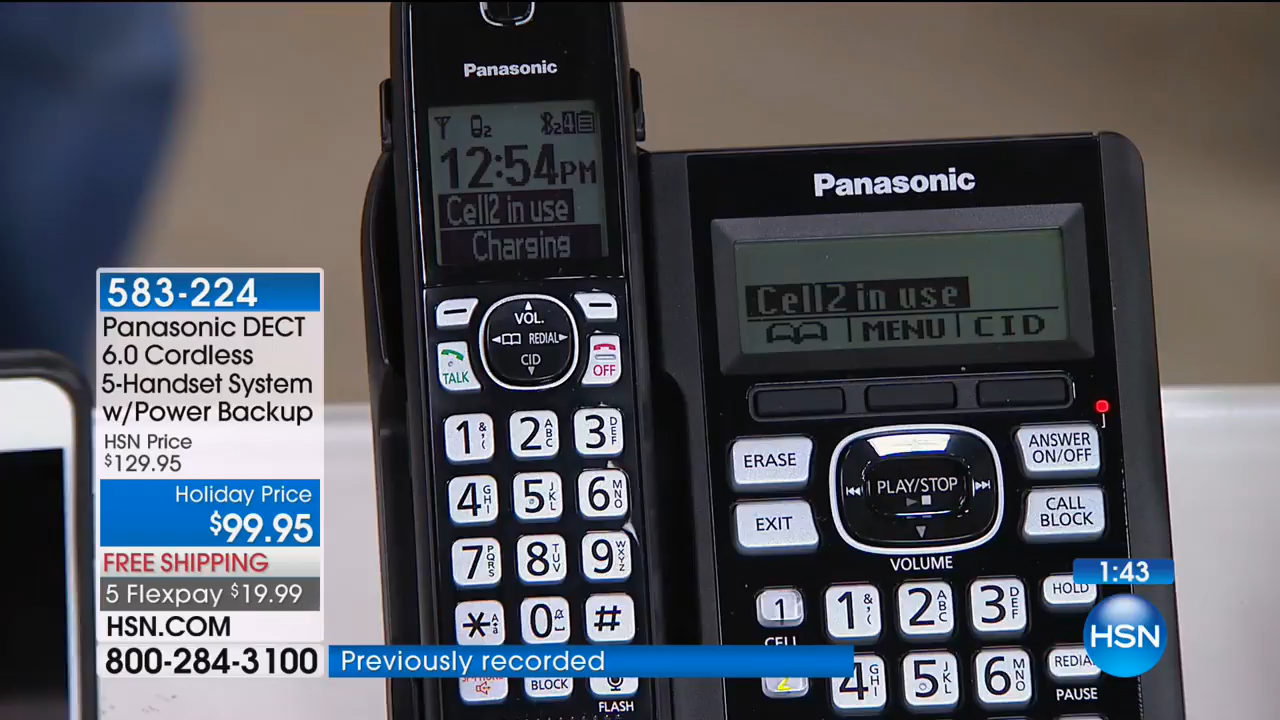 Panasonic
2 2 4
12:54PM
Cell2 in use
Charging
VOL.
REDIAL
CID
TALK
OFF
1 &'(,
2 ABC
3 DEF
4 GHI
5 JKL
6 MNO
7 PQRS
8 TUV
9 WXYZ
* A/a
0
#
BLOCK
FLASH
Panasonic
Cell2 in use
MENU CID
ERASE
PLAY/STOP
ANSWER
ON/OFF
EXIT
CALL
BLOCK
VOLUME
1
CELL
2
1 &'(,
2 ABC
3 DEF
HOLD
4 GHI
5 JKL
6 MNO
REDIA
PAUSE
583-224
Panasonic DECT
6.0 Cordless
5-Handset System
w/Power Backup
HSN Price
$129.95
Holiday Price
$99.95
FREE SHIPPING
5 Flexpay $19.99
HSN.COM
800-284-3100
Previously recorded
1:43
HSN